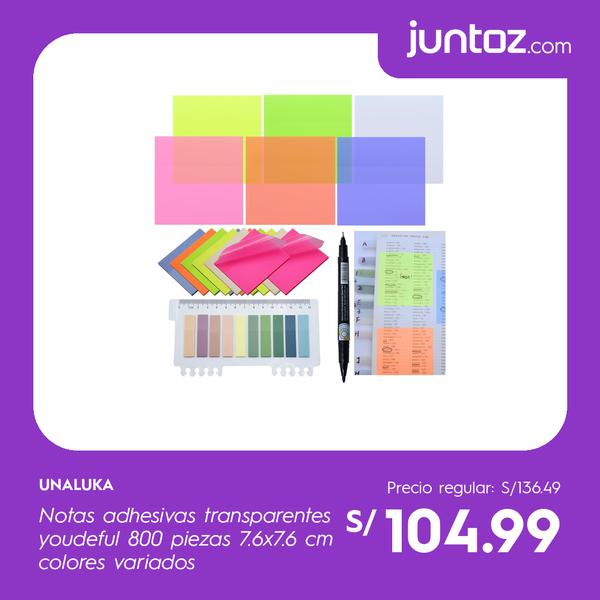 juntoz.com
UNALUKA
Notas adhesivas transparentes
youdeful 800 piezas 7.6x7.6 cm
colores variados
Precio regular: S/136.49
S/104.99